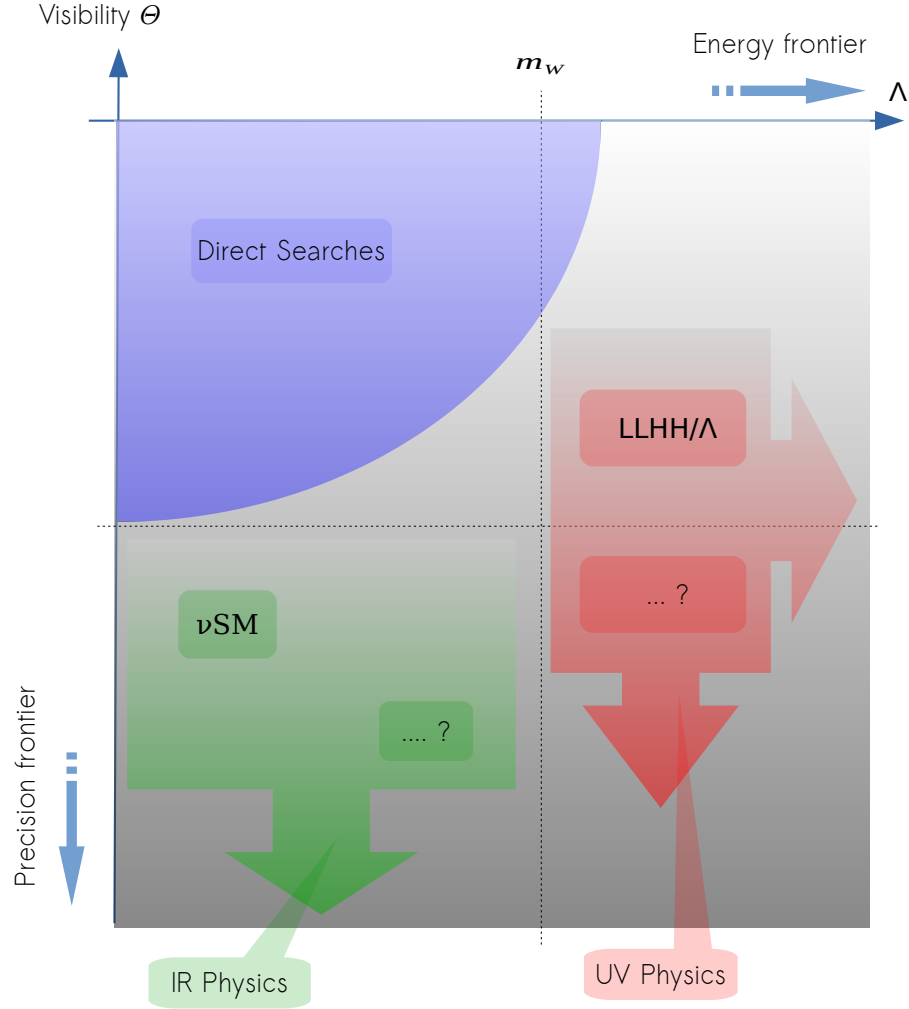 Visibility Θ
Energy frontier
m_w
Λ
Direct Searches
LLHH/Λ
... ?
νSM
.... ?
Precision frontier
IR Physics
UV Physics